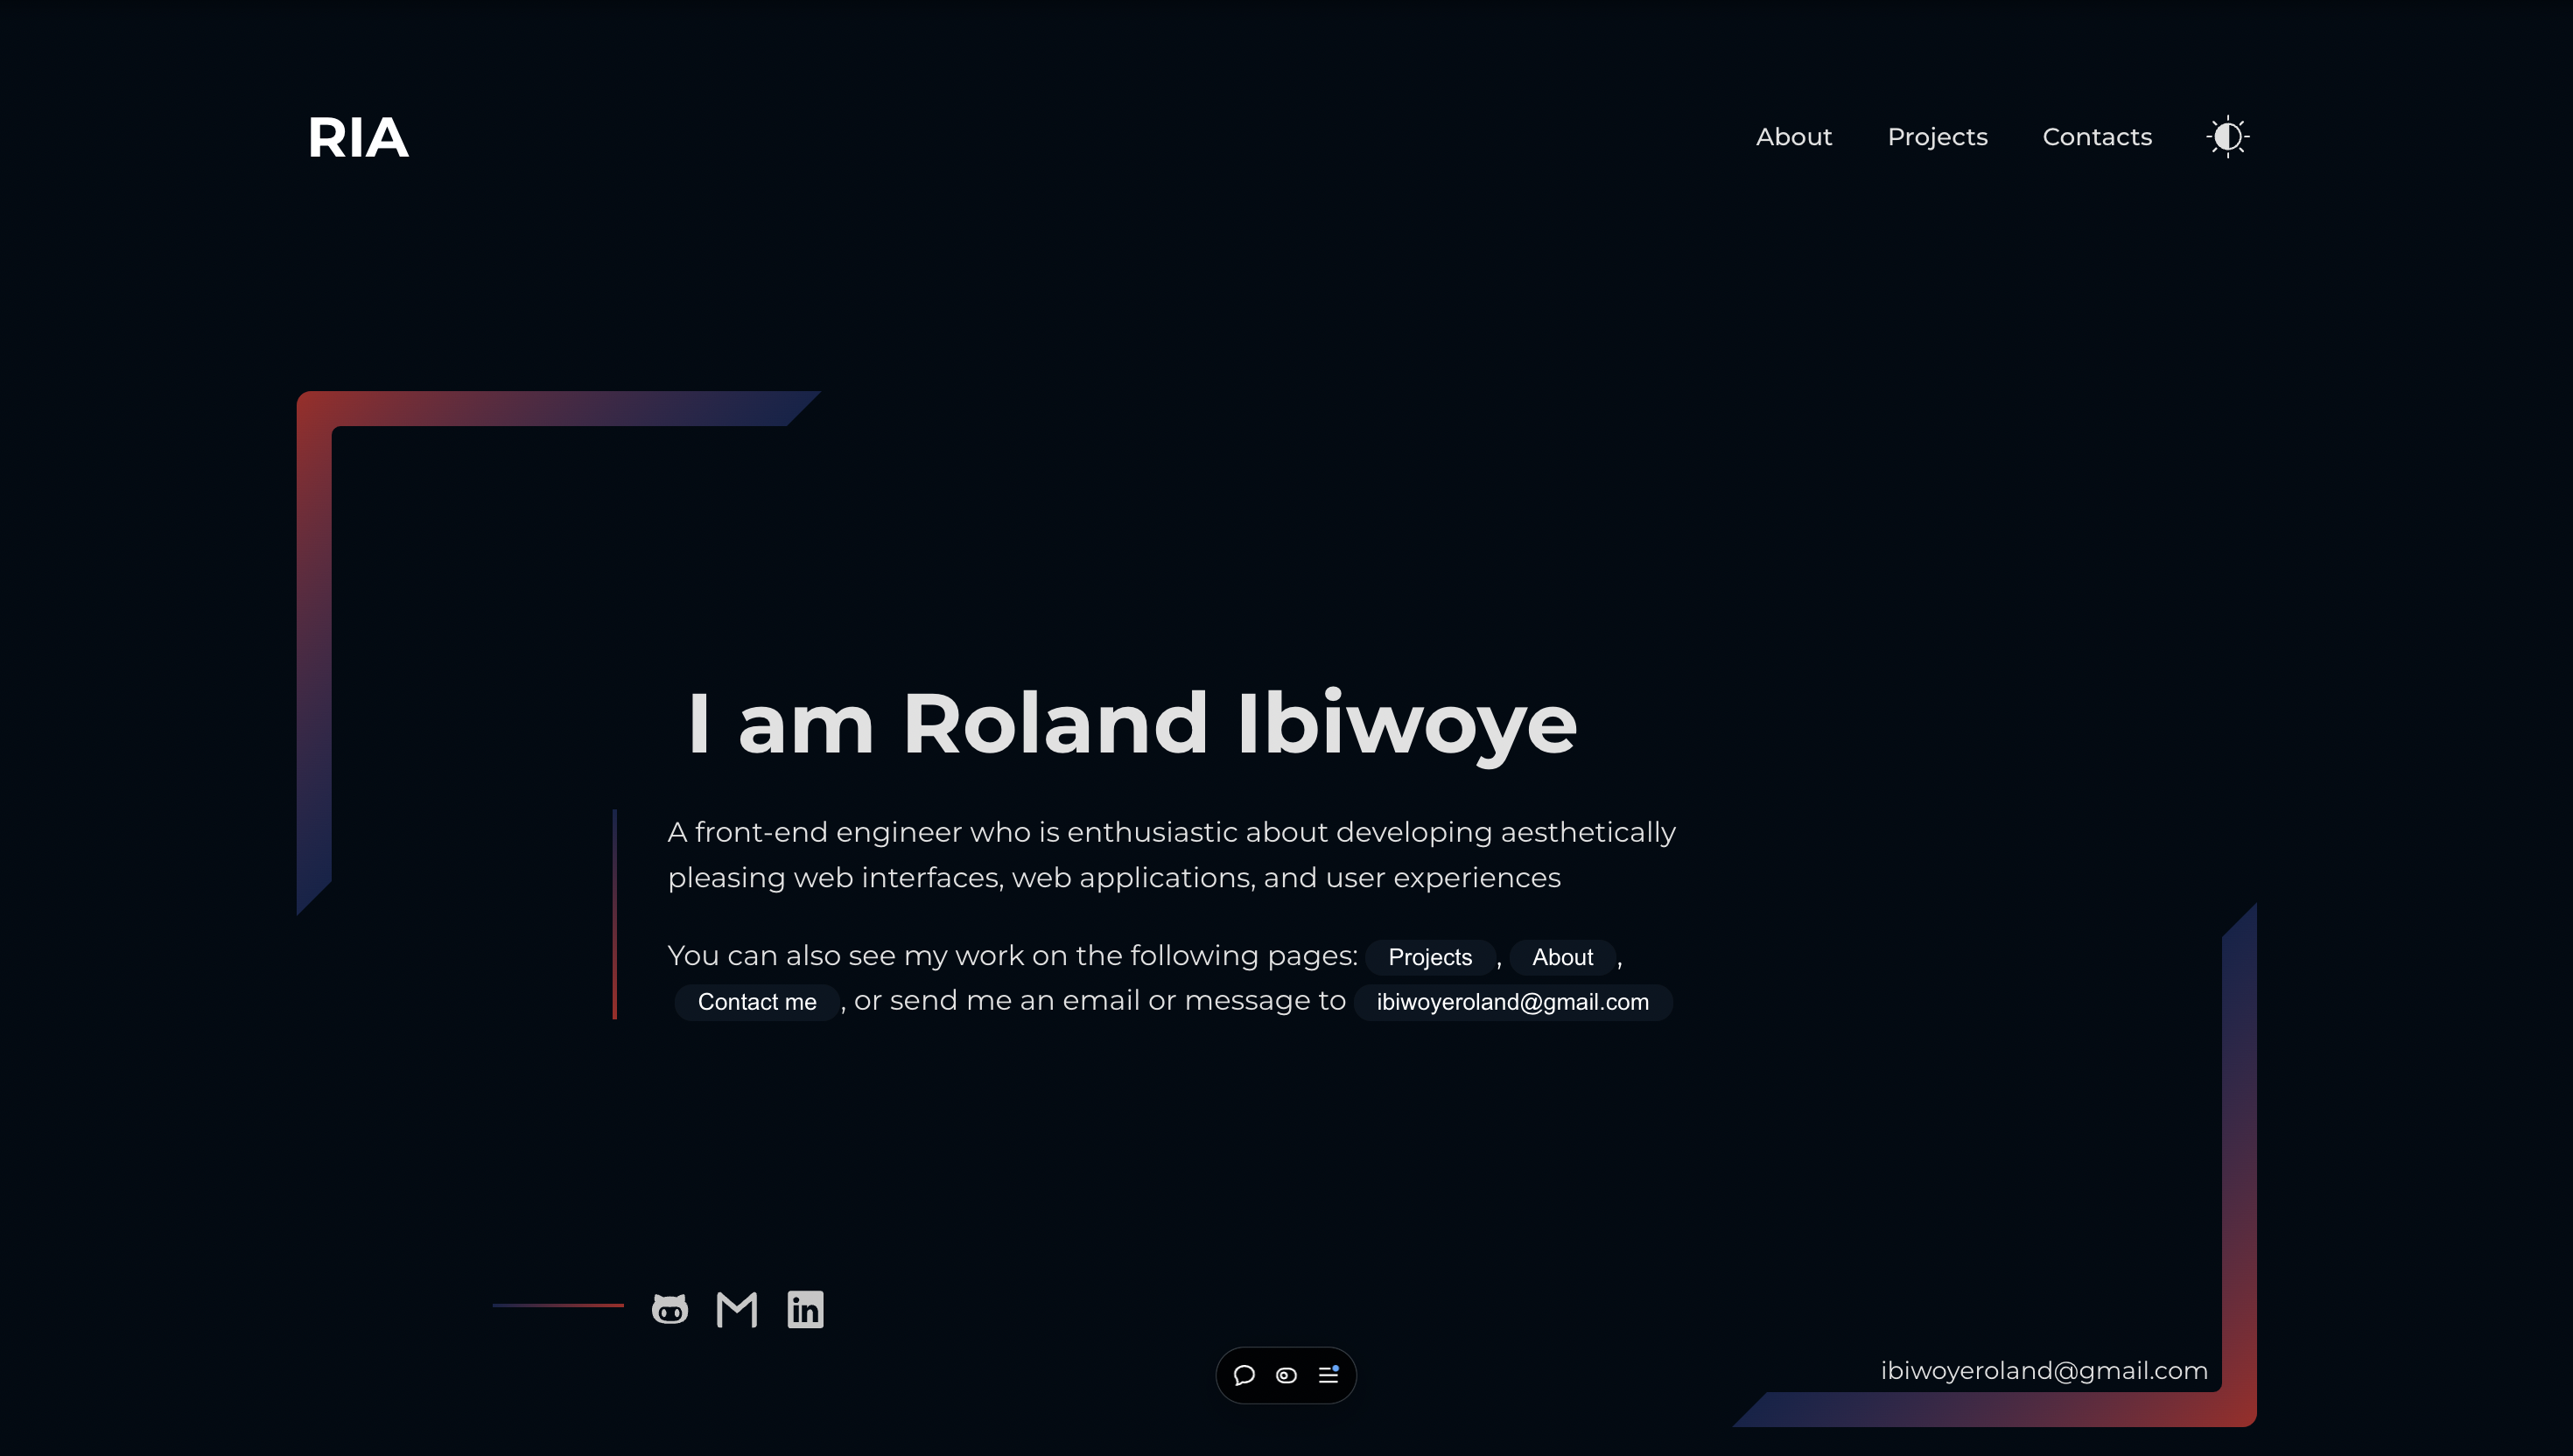 RIA
About Projects Contacts
I am Roland Ibiwoye
A front-end engineer who is enthusiastic about developing aesthetically
pleasing web interfaces, web applications, and user experiences
You can also see my work on the following pages: Projects , About ,
Contact me , or send me an email or message to ibiwoyeroland@gmail.com
in
ibiwoyeroland@gmail.com